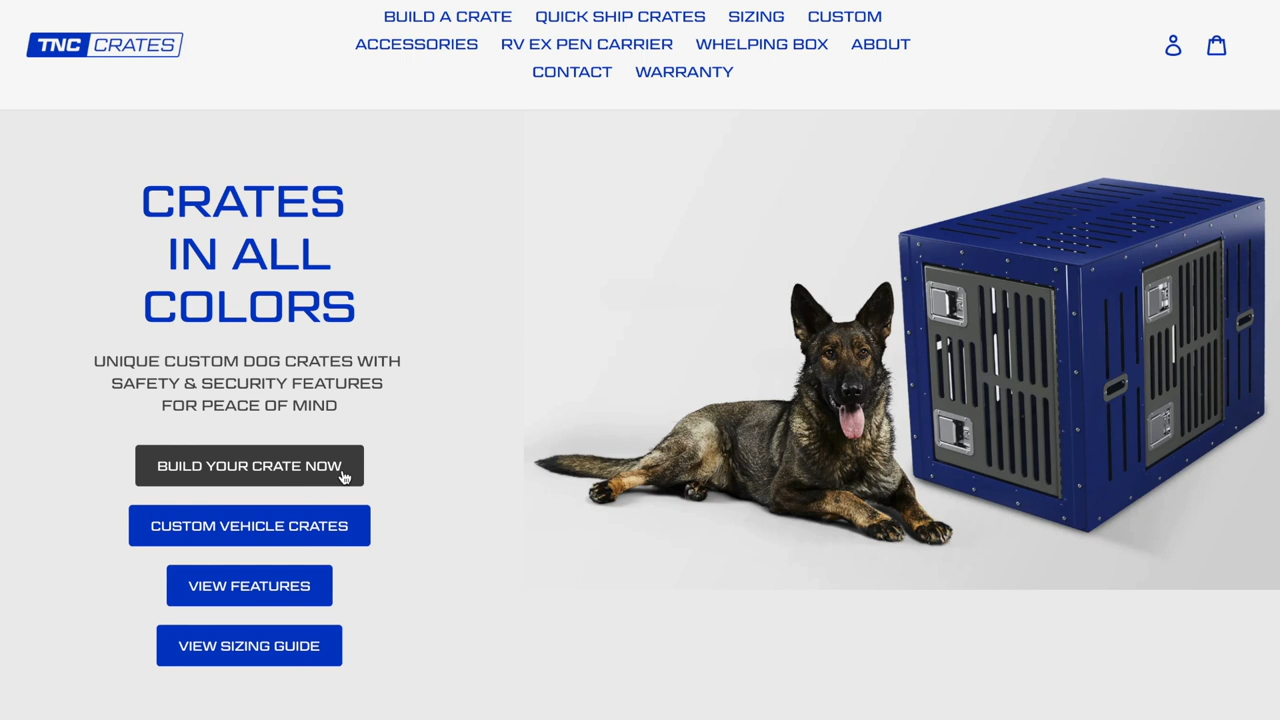 TNC CRATES
BUILD A CRATE QUICK SHIP CRATES SIZING CUSTOM
ACCESSORIES RV EX PEN CARRIER WHELPING BOX ABOUT
CONTACT WARRANTY
CRATES
IN ALL
COLORS
UNIQUE CUSTOM DOG CRATES WITH
SAFETY & SECURITY FEATURES
FOR PEACE OF MIND
BUILD YOUR CRATE NOW
CUSTOM VEHICLE CRATES
VIEW FEATURES
VIEW SIZING GUIDE